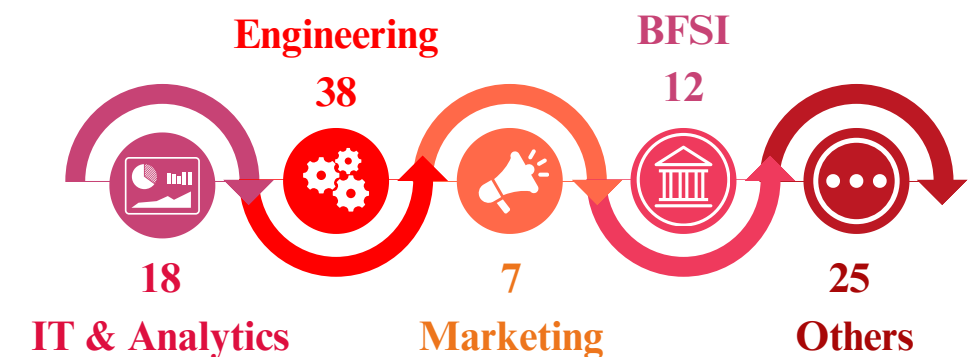 Engineering
38
BFSI
12
18
IT & Analytics
7
Marketing
25
Others